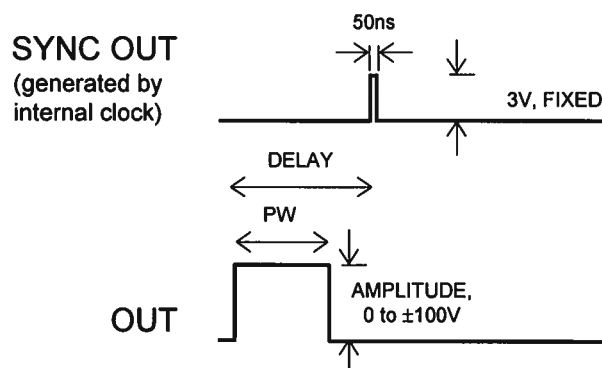 50ns
SYNC OUT
(generated by
internal clock)
3V, FIXED
DELAY
PW
AMPLITUDE,
0 to ±100V
OUT